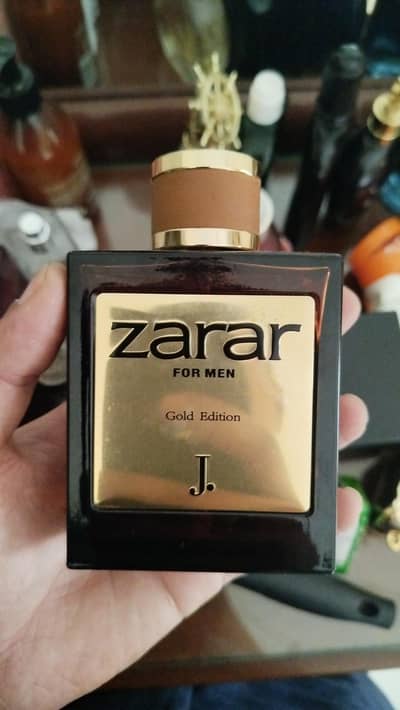 zarar
FOR MEN
Gold Edition
J.